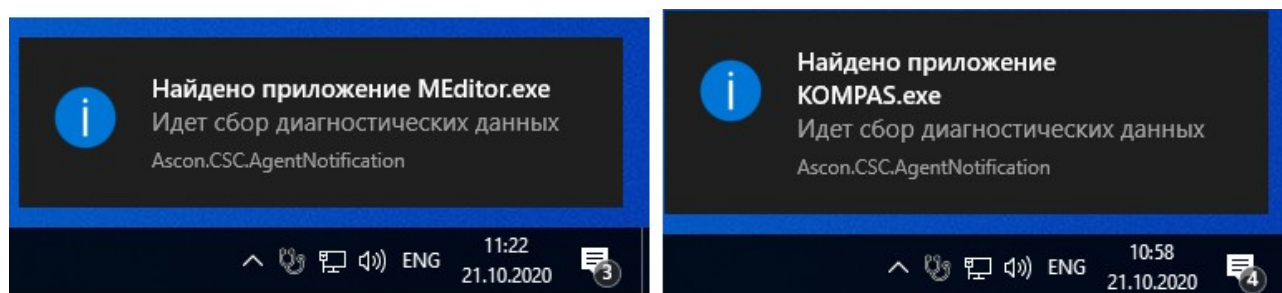 Найдено приложение MEditor.exe
Идет сбор диагностических данных
Ascon.CSC.AgentNotification
ENG
11:22
21.10.2020
3
Найдено приложение
KOMPAS.exe
Идет сбор диагностических данных
Ascon.CSC.AgentNotification
ENG
10:58
21.10.2020
4